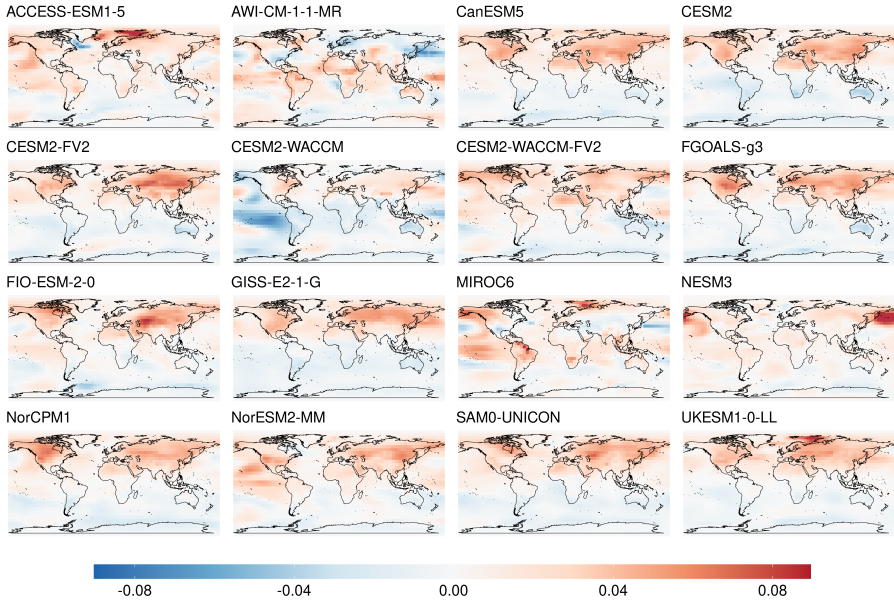 ACCESS-ESM1-5 AWI-CM-1-1-MR CanESM5 CESM2
CESM2-FV2 CESM2-WACCM CESM2-WACCM-FV2 FGOALS-g3
FIO-ESM-2-0 GISS-E2-1-G MIROC6 NESM3
NorCPM1 NorESM2-MM SAM0-UNICON UKESM1-0-LL
-0.08 -0.04 0.00 0.04 0.08